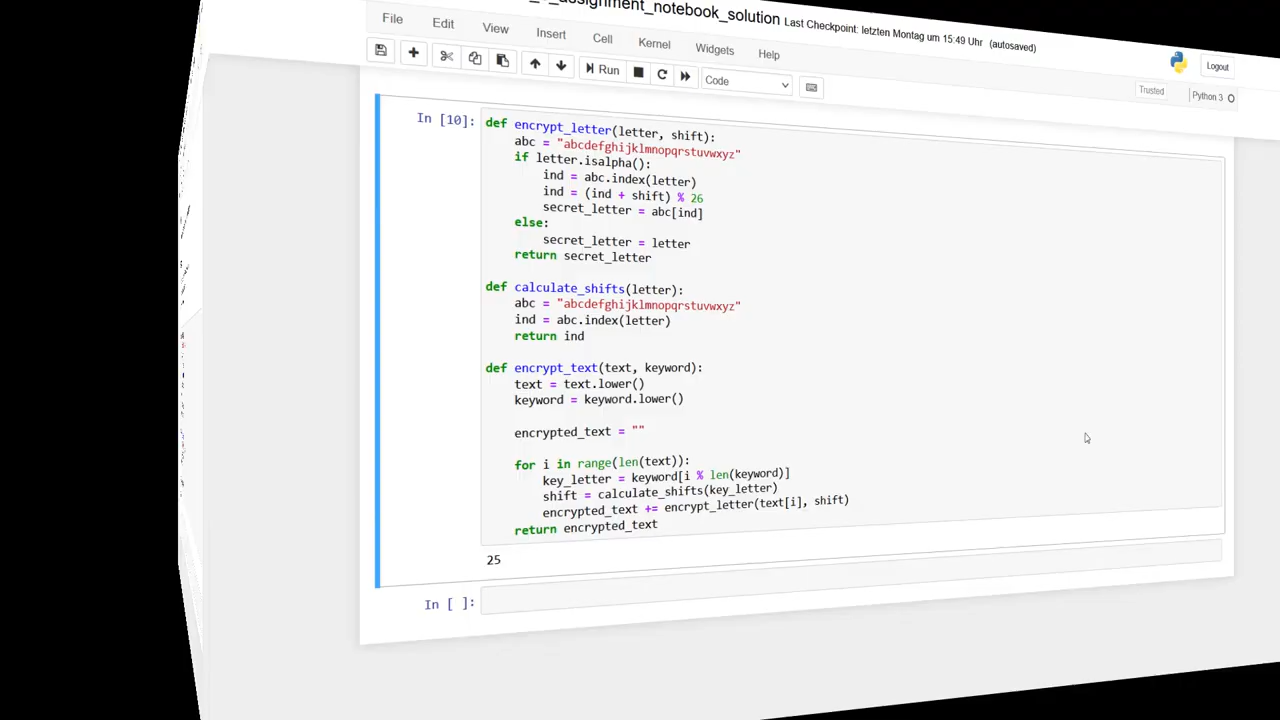 assignment_notebook_solution Last Checkpoint: letzten Montag um 15:49 Uhr (autosaved)
File Edit View Insert Cell Kernel Widgets Help
Logout
Run Code
Trusted Python 3
In [10]: def encrypt_letter(letter, shift):
abc = "abcdefghijklmnopqrstuvwxyz"
if letter.isalpha():
ind = abc.index(letter)
ind = (ind + shift) % 26
secret_letter = abc[ind]
else:
secret_letter = letter
return secret_letter
def calculate_shifts(letter):
abc = "abcdefghijklmnopqrstuvwxyz"
ind = abc.index(letter)
return ind
def encrypt_text(text, keyword):
text = text.lower()
keyword = keyword.lower()
encrypted_text = ""
for i in range(len(text)):
key_letter = keyword[i % len(keyword)]
shift = calculate_shifts(key_letter)
encrypted_text += encrypt_letter(text[i], shift)
return encrypted_text
25
In [ ]: